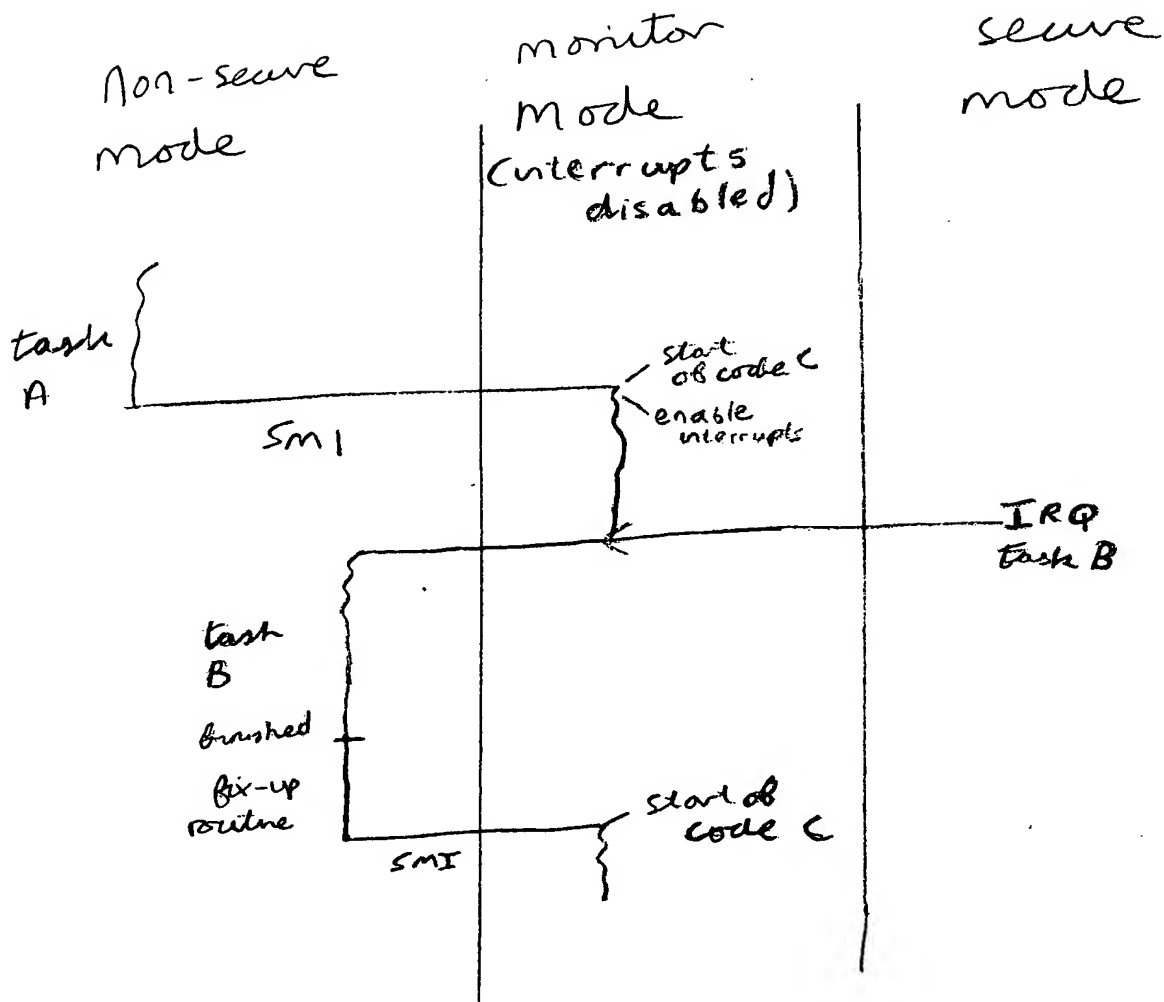 non-secure
mode
monitor
mode
(interrupts
disabled)
secure
mode
task
A
SMI
start
of code C
enable
interrupts
IRQ
task B
task
B
finished
fix-up
routine
SMI
start of
code C